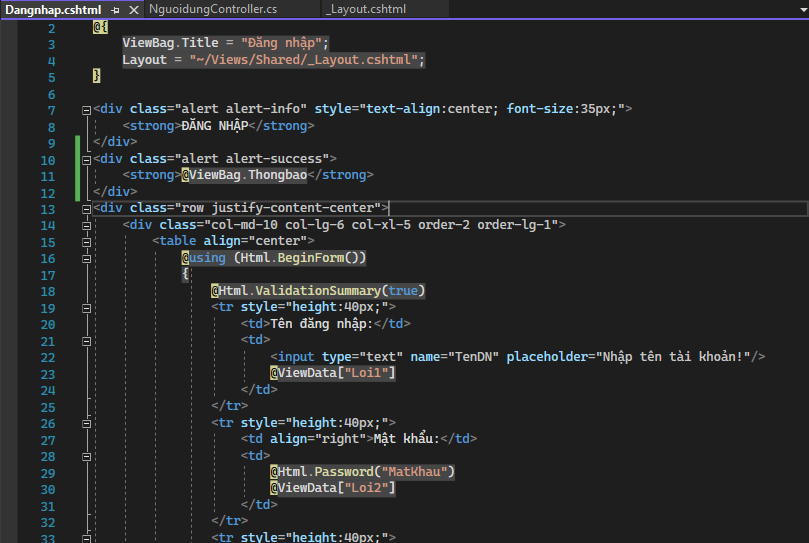 Dangnhap.cshtml NguoidungController.cs _Layout.cshtml
2 @{
3 ViewBag.Title = "Đăng nhập";
4 Layout = "~/Views/Shared/_Layout.cshtml";
5 }
6
7 <div class="alert alert-info" style="text-align:center; font-size:35px;">
8 <strong>ĐĂNG NHẬP</strong>
9 </div>
10 <div class="alert alert-success">
11 <strong>@ViewBag.Thongbao</strong>
12 </div>
13 <div class="row justify-content-center">
14 <div class="col-md-10 col-lg-6 col-xl-5 order-2 order-lg-1">
15 <table align="center">
16 @using (Html.BeginForm())
17 {
18 @Html.ValidationSummary(true)
19 <tr style="height:40px;">
20 <td>Tên đăng nhập:</td>
21 <td>
22 <input type="text" name="TenDN" placeholder="Nhập tên tài khoản!"/>
23 @ViewData["Loi1"]
24 </td>
25 </tr>
26 <tr style="height:40px;">
27 <td align="right">Mật khẩu:</td>
28 <td>
29 @Html.Password("MatKhau")
30 @ViewData["Loi2"]
31 </td>
32 </tr>
33 <tr style="height:40px;">